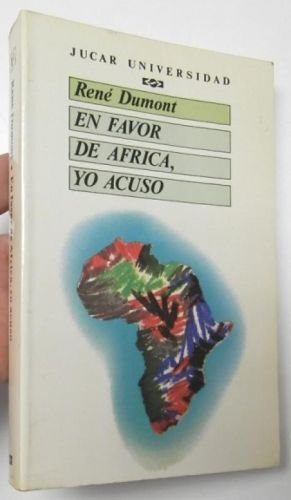 JUCAR UNIVERSIDAD
René Dumont
EN FAVOR
DE AFRICA,
YO ACUSO